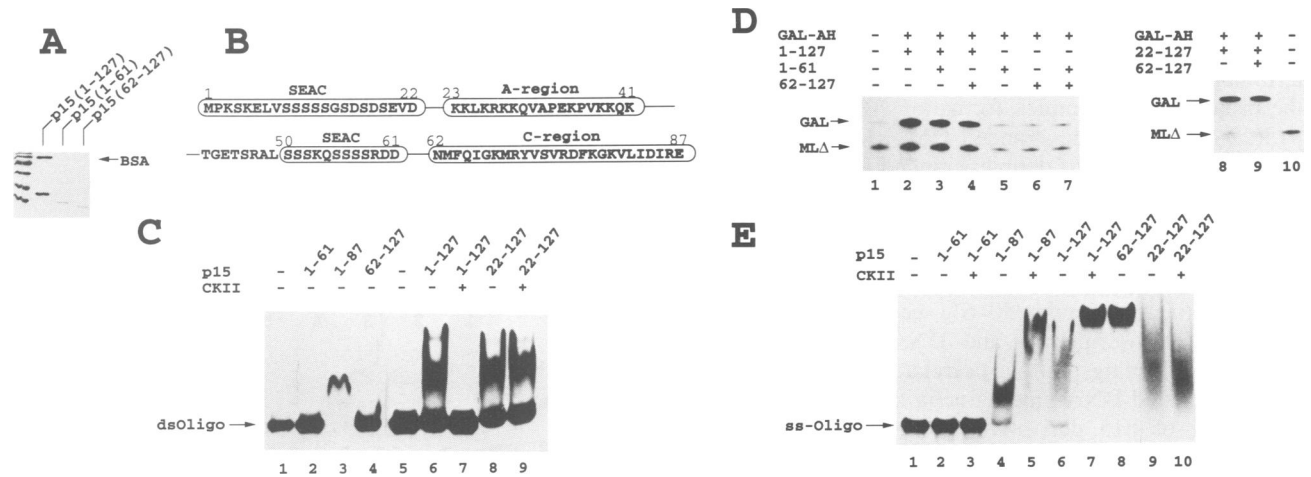 A
p15(1-127)
p15(1-61)
p15(62-127)
BSA
B
1 SEAC 22 23 A-region 41
MPKSKELVSSSSSGSDSDSEVD KKLKRKKQVAPEKPVKKQK
50 SEAC 61 62 C-region 87
TGETSRAL SSSKQSSSSRDD NMFQIGKMRYVSVRDFKGKVLIDIRE
C
p15 - 1-61 1-87 62-127 - 1-127 1-127 22-127 22-127
CKII - - - - - - + - +
dsOligo
1 2 3 4 5 6 7 8 9
D
GAL-AH - + + + + + +
1-127 - + + + - - -
1-61 - - + - + - +
62-127 - - - + - + +
GAL
MLΔ
1 2 3 4 5 6 7
GAL-AH + + -
22-127 + + -
62-127 - + -
GAL
MLΔ
8 9 10
E
p15 - 1-61 1-61 1-87 1-87 1-127 1-127 62-127 22-127 22-127
CKII - - + - + - + - - +
ss-Oligo
1 2 3 4 5 6 7 8 9 10